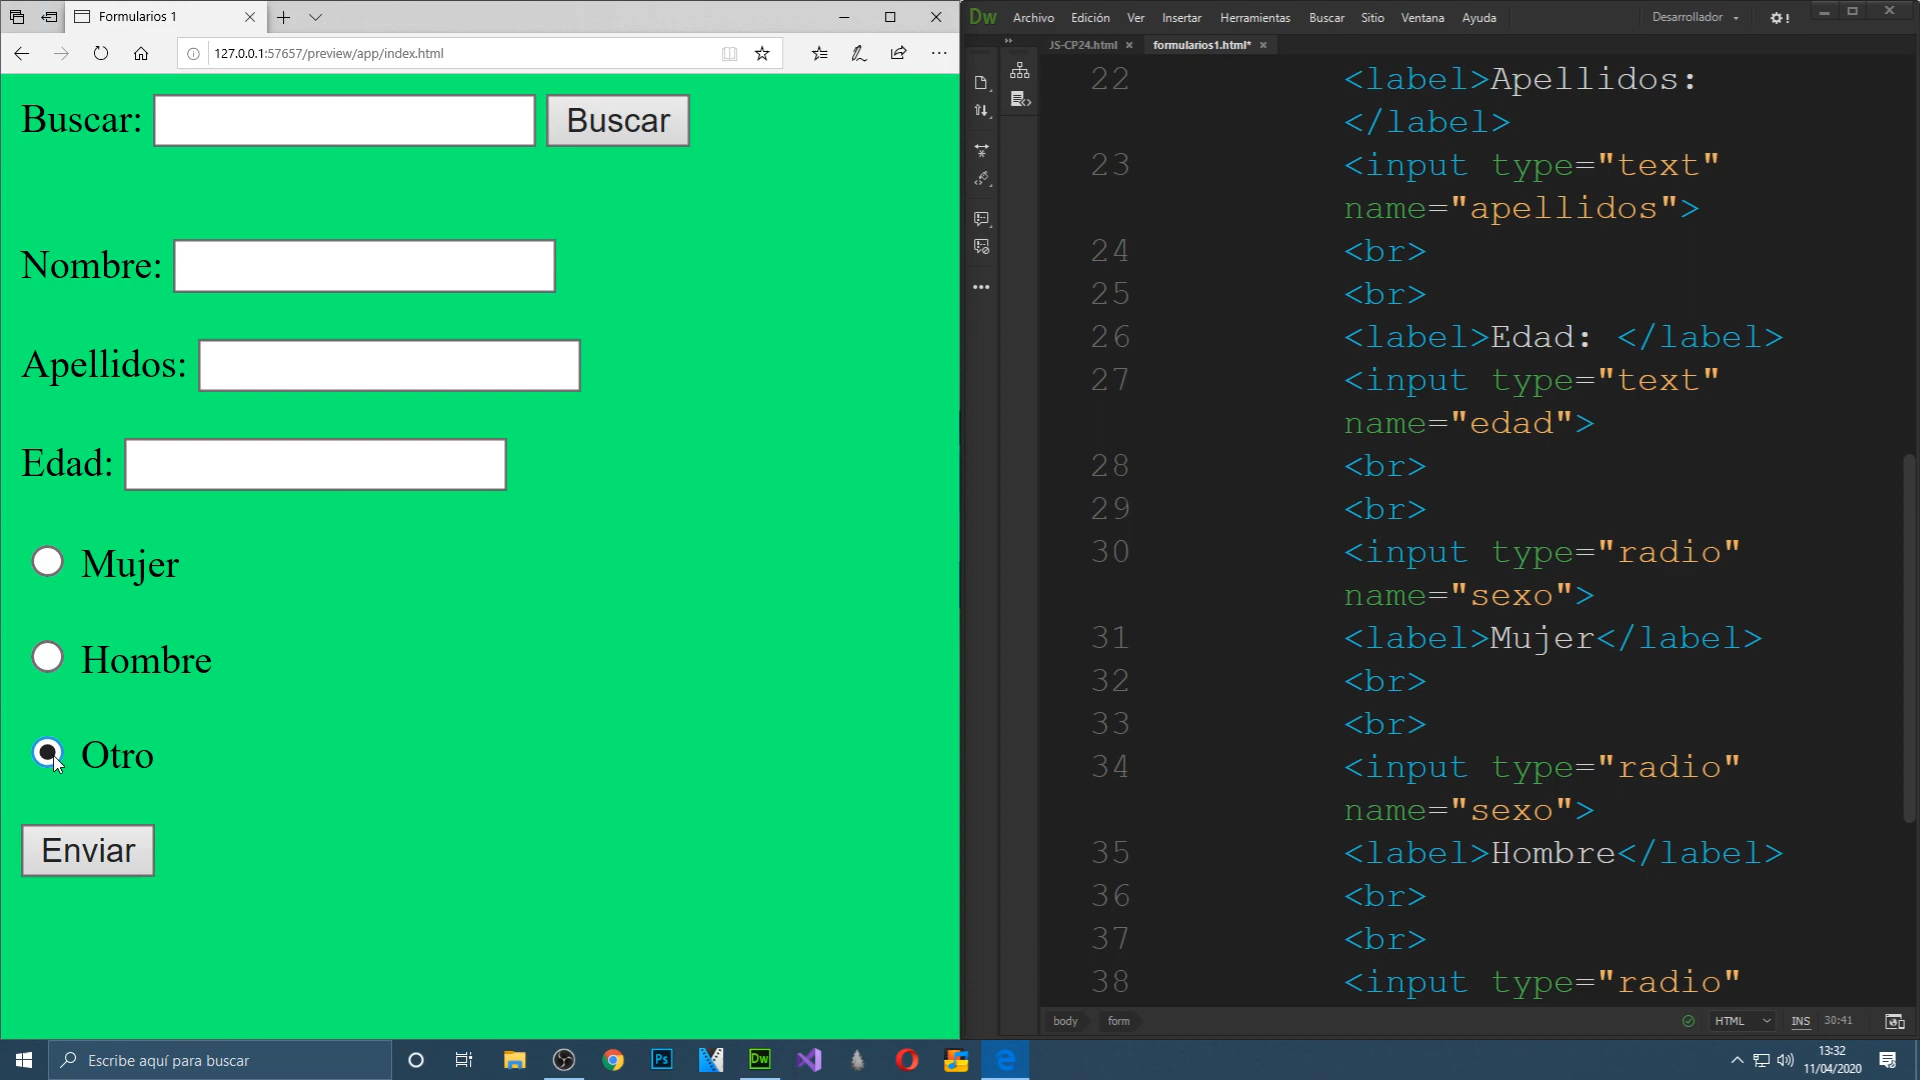 Formularios 1
127.0.0.1:57657/preview/app/index.html
Buscar:
Buscar
Nombre:
Apellidos:
Edad:
Mujer
Hombre
Otro
Enviar
Dw
Archivo Edición Ver Insertar Herramientas Buscar Sitio Ventana Ayuda
Desarrollador
JS-CP24.html
formularios1.html*
22 <label>Apellidos:
</label>
23 <input type="text"
name="apellidos">
24 <br>
25 <br>
26 <label>Edad: </label>
27 <input type="text"
name="edad">
28 <br>
29 <br>
30 <input type="radio"
name="sexo">
31 <label>Mujer</label>
32 <br>
33 <br>
34 <input type="radio"
name="sexo">
35 <label>Hombre</label>
36 <br>
37 <br>
38 <input type="radio"
body form
HTML INS 30:41
Escribe aquí para buscar
Ps
Dw
13:32
11/04/2020